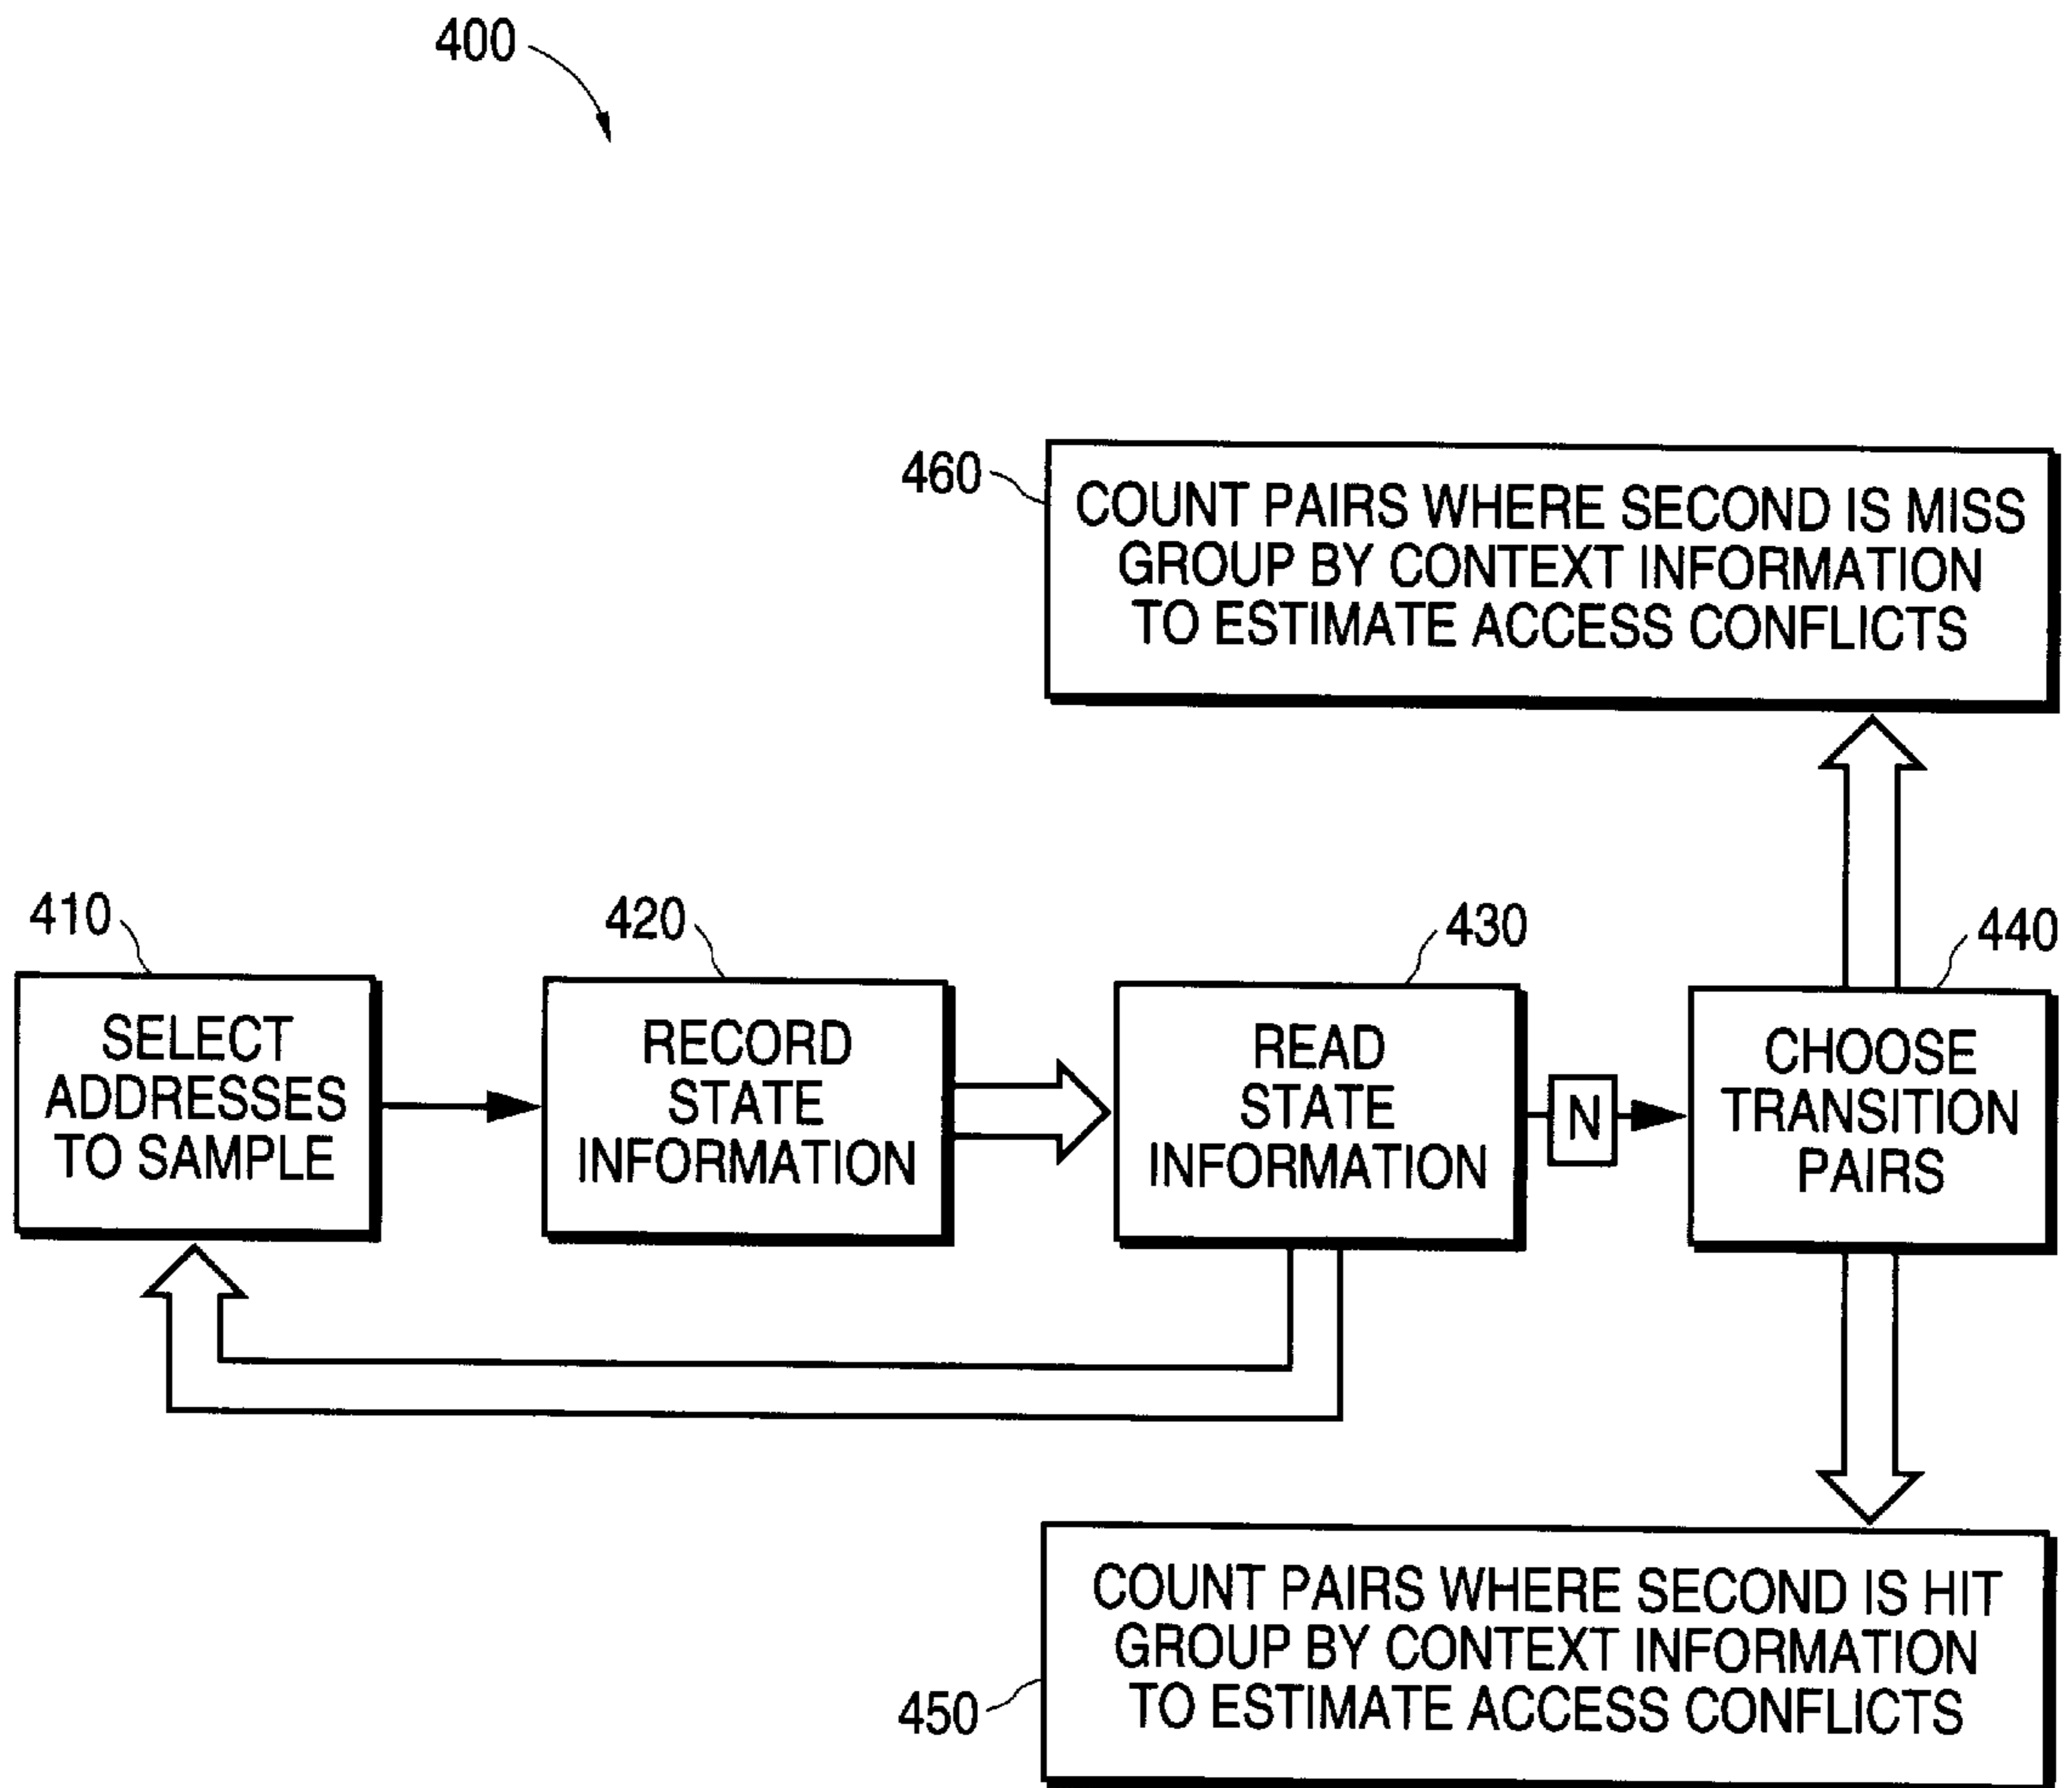 400
460
COUNT PAIRS WHERE SECOND IS MISS
GROUP BY CONTEXT INFORMATION
TO ESTIMATE ACCESS CONFLICTS
410
SELECT
ADDRESSES
TO SAMPLE
420
RECORD
STATE
INFORMATION
430
READ
STATE
INFORMATION
N
440
CHOOSE
TRANSITION
PAIRS
COUNT PAIRS WHERE SECOND IS HIT
GROUP BY CONTEXT INFORMATION
TO ESTIMATE ACCESS CONFLICTS
450